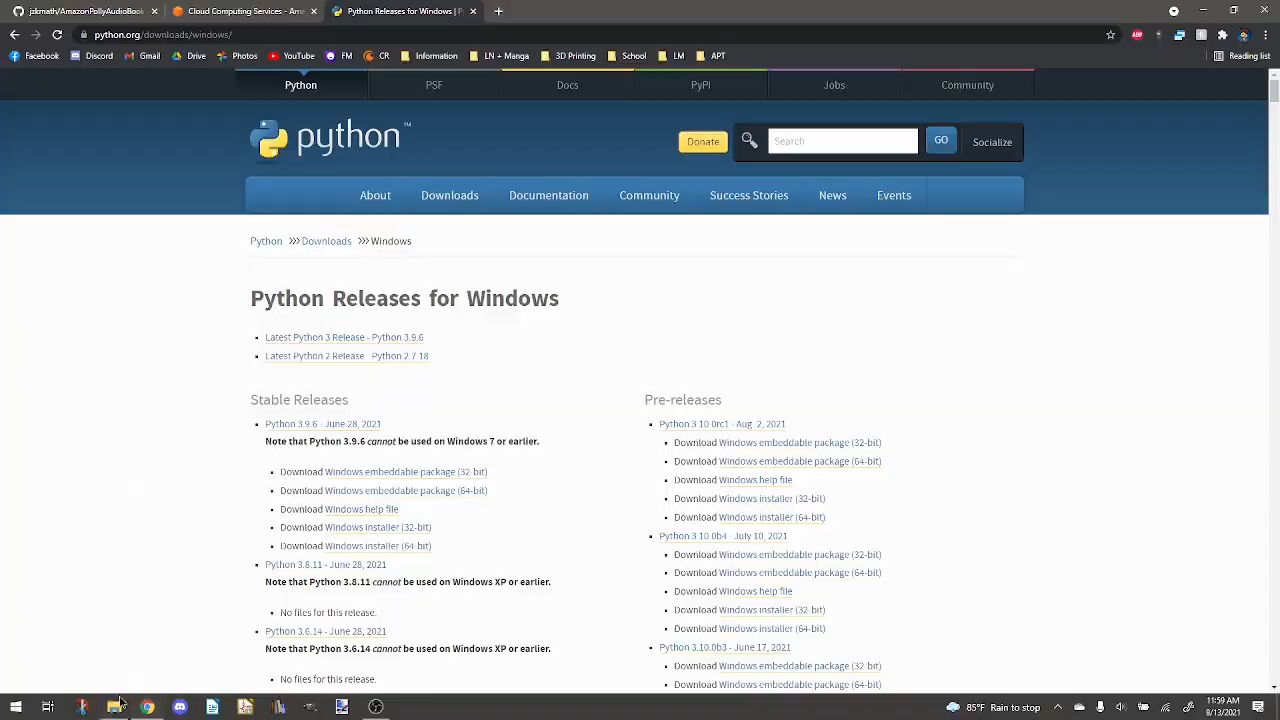 jckmath/AmazonFullyAudiobook
Cloud Computing Services | A
Python Releases for Windows | P
python.org/downloads/windows/
Facebook Discord Gmail Drive Photos YouTube FM CR Information LN + Manga 3D Printing School LM APT Reading list
Python PSF Docs PyPI Jobs Community
python™
Donate Search GO Socialize
About Downloads Documentation Community Success Stories News Events
Python >>> Downloads >>> Windows
Python Releases for Windows
Latest Python 3 Release - Python 3.9.6
Latest Python 2 Release - Python 2.7.18
Stable Releases
Python 3.9.6 - June 28, 2021
Note that Python 3.9.6 cannot be used on Windows 7 or earlier.
Download Windows embeddable package (32-bit)
Download Windows embeddable package (64-bit)
Download Windows help file
Download Windows installer (32-bit)
Download Windows installer (64-bit)
Python 3.8.11 - June 28, 2021
Note that Python 3.8.11 cannot be used on Windows XP or earlier.
No files for this release.
Python 3.6.14 - June 28, 2021
Note that Python 3.6.14 cannot be used on Windows XP or earlier.
No files for this release.
Pre-releases
Python 3.10.0rc1 - Aug. 2, 2021
Download Windows embeddable package (32-bit)
Download Windows embeddable package (64-bit)
Download Windows help file
Download Windows installer (32-bit)
Download Windows installer (64-bit)
Python 3.10.0b4 - July 10, 2021
Download Windows embeddable package (32-bit)
Download Windows embeddable package (64-bit)
Download Windows help file
Download Windows installer (32-bit)
Download Windows installer (64-bit)
Python 3.10.0b3 - June 17, 2021
Download Windows embeddable package (32-bit)
Download Windows embeddable package (64-bit)
Rain to stop
11:59 AM
8/13/2021